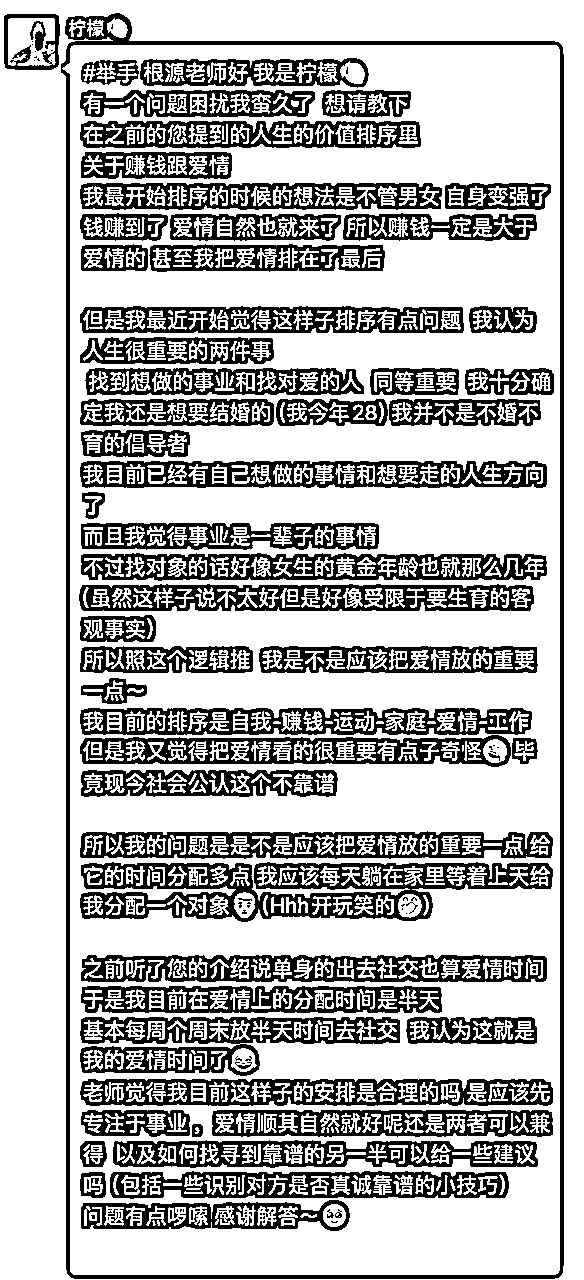 柠檬
#举手 根源老师好 我是柠檬
有一个问题困扰我蛮久了 想请教下
在之前的您提到的人生的价值排序里
关于赚钱跟爱情
我最开始排序的时候的想法是不管男女 自身变强了
钱赚到了 爱情自然也就来了 所以赚钱一定是大于
爱情的 甚至我把爱情排在了最后
但是我最近开始觉得这样子排序有点问题 我认为
人生很重要的两件事
找到想做的事业和找对爱的人 同等重要 我十分确
定我还是想要结婚的（我今年28）我并不是不婚不
育的倡导者
我目前已经有自己想做的事情和想要走的人生方向
了
而且我觉得事业是一辈子的事情
不过找对象的话好像女生的黄金年龄也就那么几年
（虽然这样子说不太好但是好像受限于要生育的客
观事实）
所以照这个逻辑推 我是不是应该把爱情放的重要
一点～
我目前的排序是自我-赚钱-运动-家庭-爱情-工作
但是我又觉得把爱情看的很重要有点子奇怪 毕
竟现今社会公认这个不靠谱
所以我的问题是是不是应该把爱情放的重要一点 给
它的时间分配多点 我应该每天躺在家里等着上天给
我分配一个对象（Hhh开玩笑的）
之前听了您的介绍说单身的出去社交也算爱情时间
于是我目前在爱情上的分配时间是半天
基本每周个周末放半天时间去社交 我认为这就是
我的爱情时间了
老师觉得我目前这样子的安排是合理的吗 是应该先
专注于事业，爱情顺其自然就好呢还是两者可以兼
得 以及如何找寻到靠谱的另一半可以给一些建议
吗（包括一些识别对方是否真诚靠谱的小技巧）
问题有点啰嗦 感谢解答～